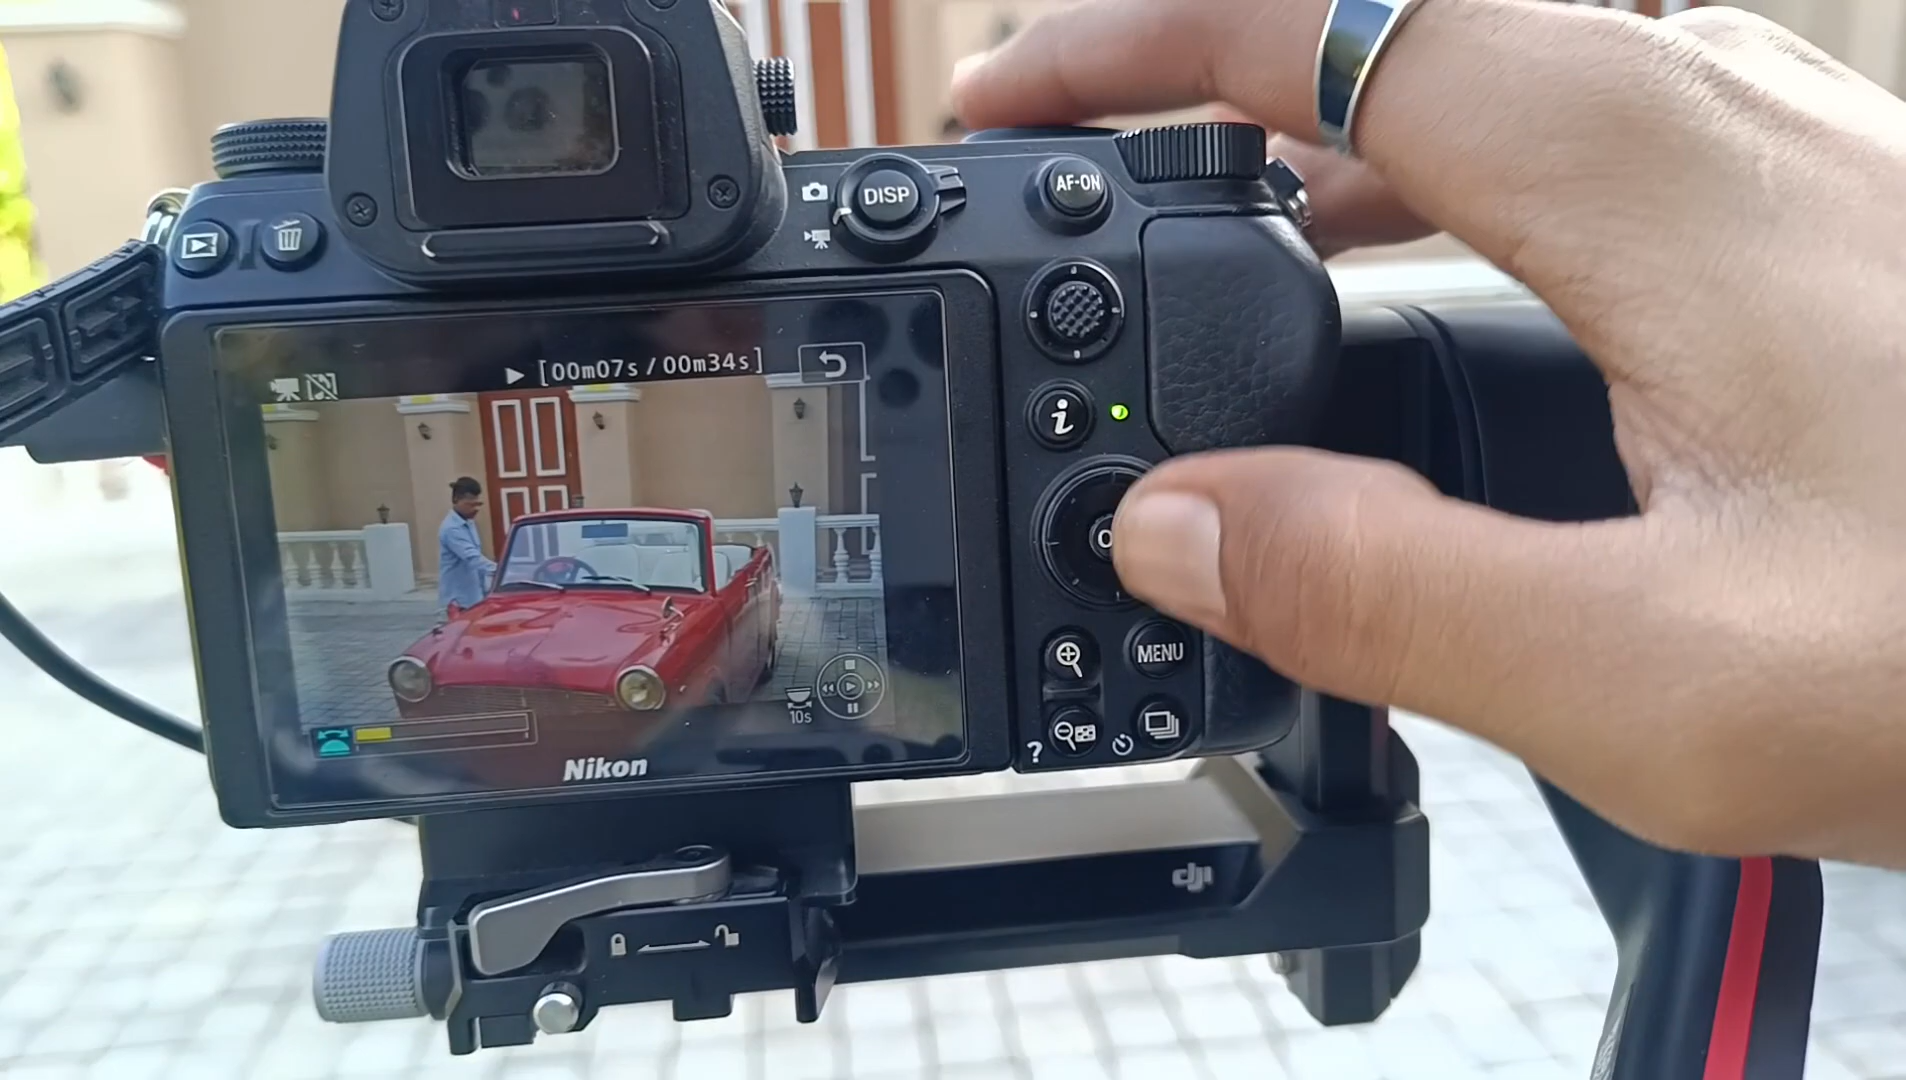 DISP
AF-ON
[00m07s/00m34s]
i
10s
MENU
Nikon
?
dji